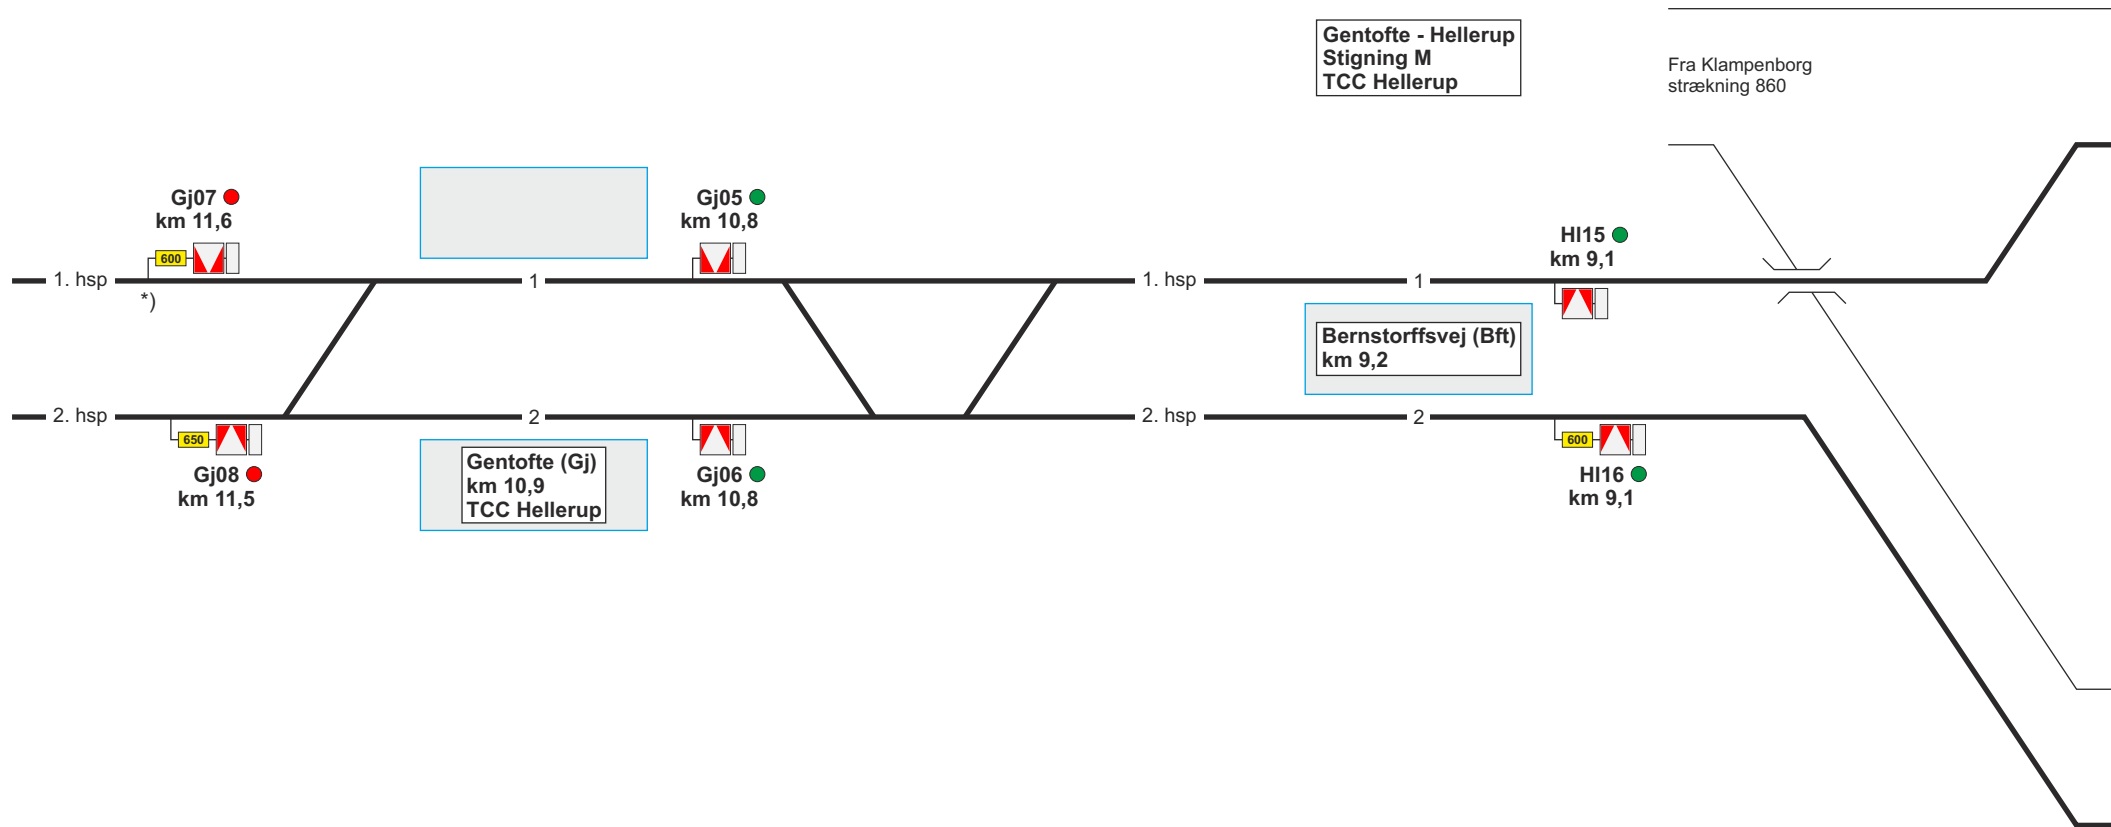 Gentofte - Hellerup
Stigning M
TCC Hellerup
Fra Klampenborg
strækning 860
Gj07
km 11,6
600
Gj05
km 10,8
Hl15
km 9,1
1. hsp
*)
1
1. hsp
1
Bernstorffsvej (Bft)
km 9,2
2. hsp
2
2. hsp
2
650
Gj08
km 11,5
Gentofte (Gj)
km 10,9
TCC Hellerup
Gj06
km 10,8
600
Hl16
km 9,1